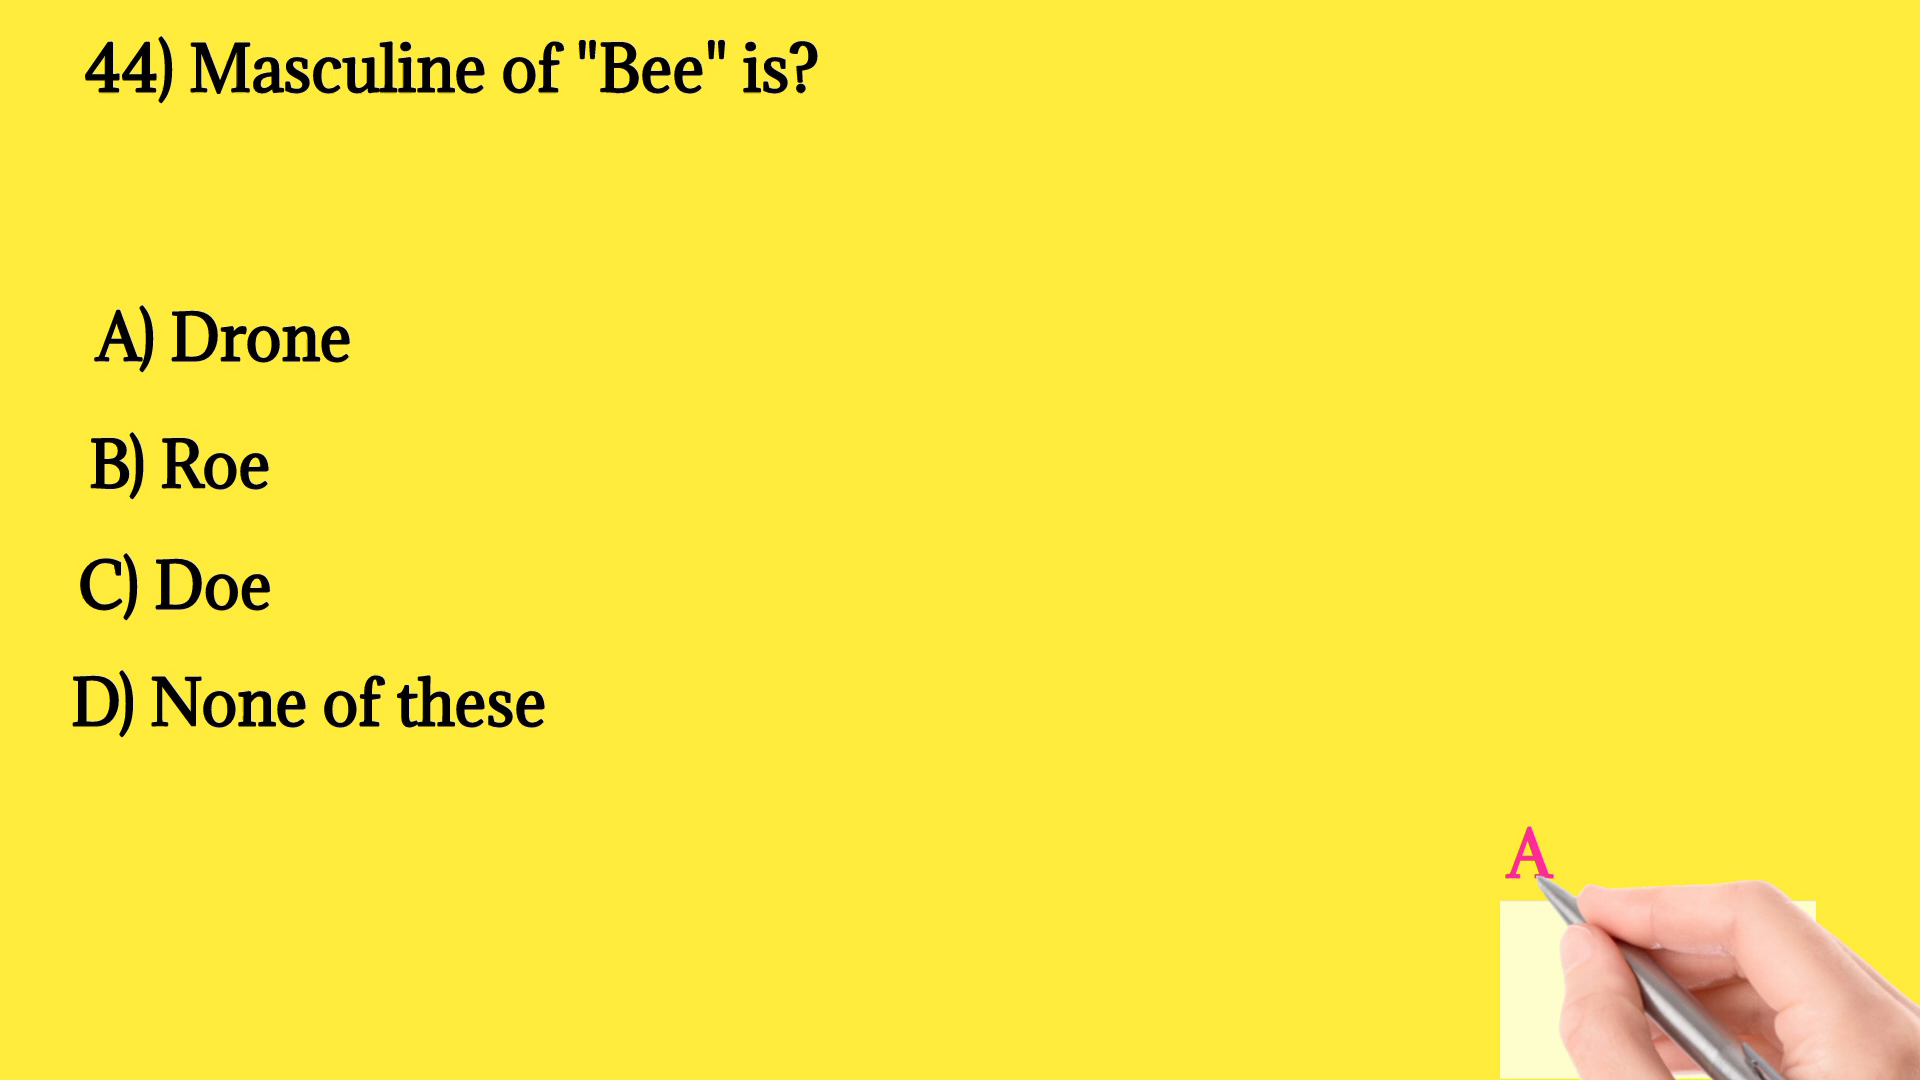 44) Masculine of "Bee" is?
A) Drone
B) Roe
C) Doe
D) None of these
A